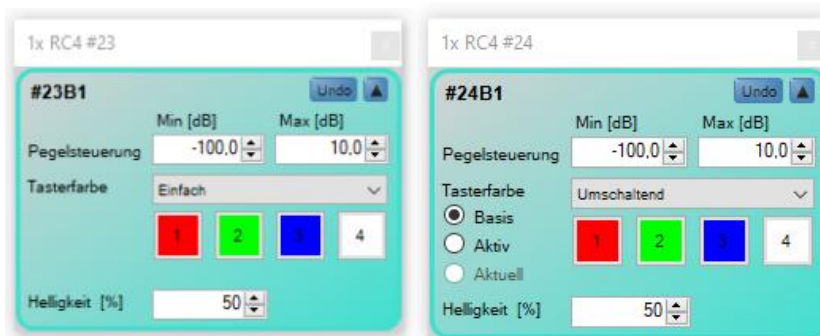 1x RC4 #23
#23B1
Undo
Min [dB] Max [dB]
Pegelsteuerung -100,0 10,0
Tasterfarbe Einfach
1 2 3 4
Helligkeit [%] 50
1x RC4 #24
#24B1
Undo
Min [dB] Max [dB]
Pegelsteuerung -100,0 10,0
Tasterfarbe Umschaltend
Basis
Aktiv
Aktuell
1 2 3 4
Helligkeit [%] 50